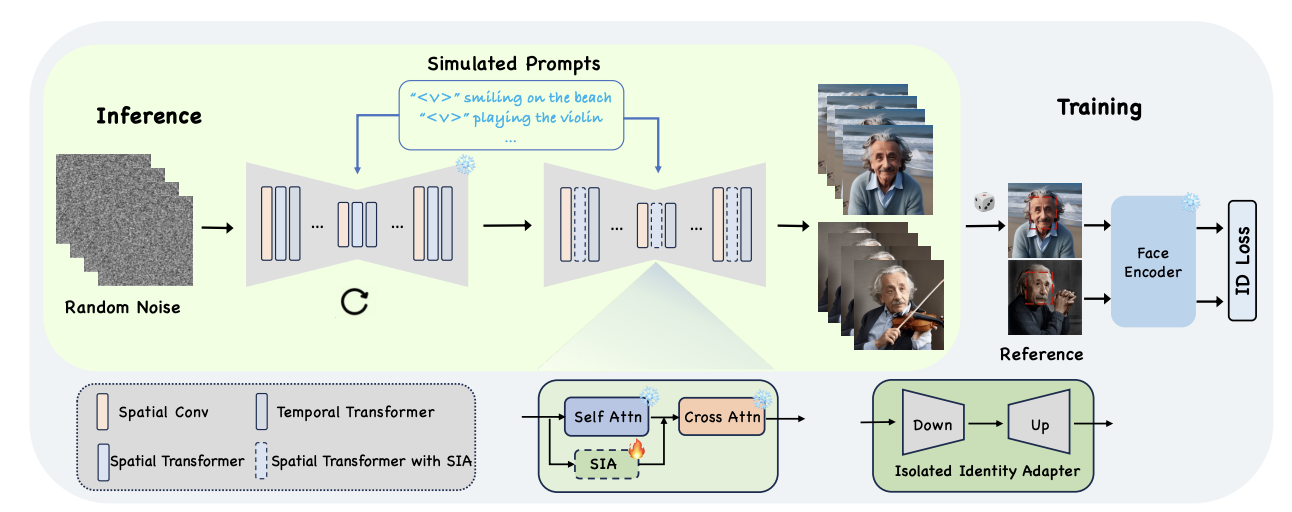 Simulated Prompts
Inference
Training
"<v>" smiling on the beach
"<v>" playing the violin
...
... ...
... ...
Face
Encoder
ID Loss
Random Noise
Reference
Spatial Conv
Temporal Transformer
Spatial Transformer
Spatial Transformer with SIA
Self Attn
Cross Attn
SIA
Down
Up
Isolated Identity Adapter